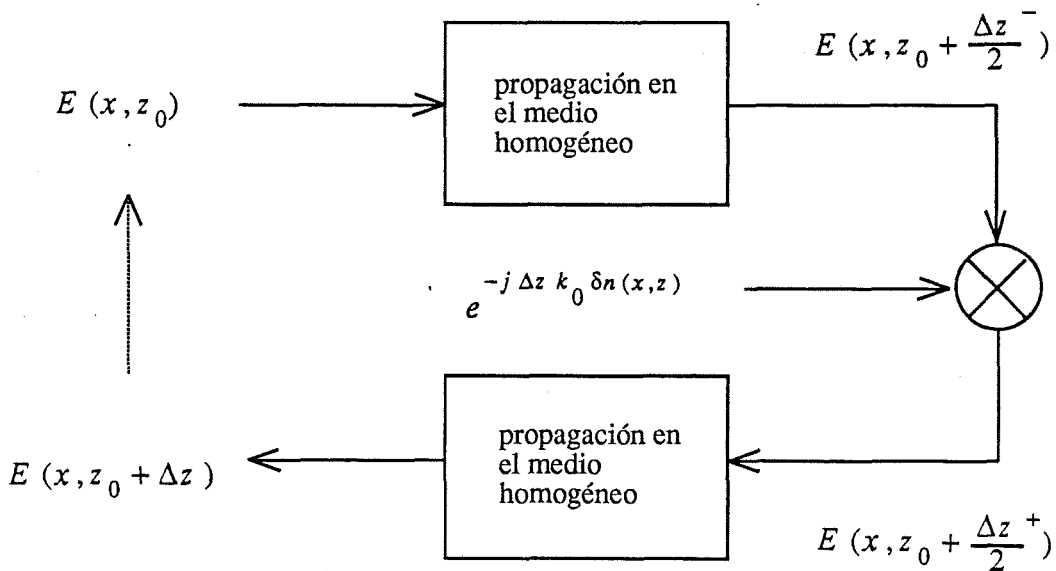 E (x, z₀ + Δz/2 ⁻)
E (x, z₀)
propagación en
el medio
homogéneo
e^{-j Δz k₀ δn(x,z)}
propagación en
el medio
homogéneo
E (x, z₀ + Δz)
E (x, z₀ + Δz/2 ⁺)